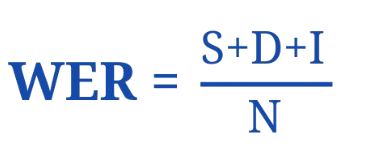 WER = S+D+I
N